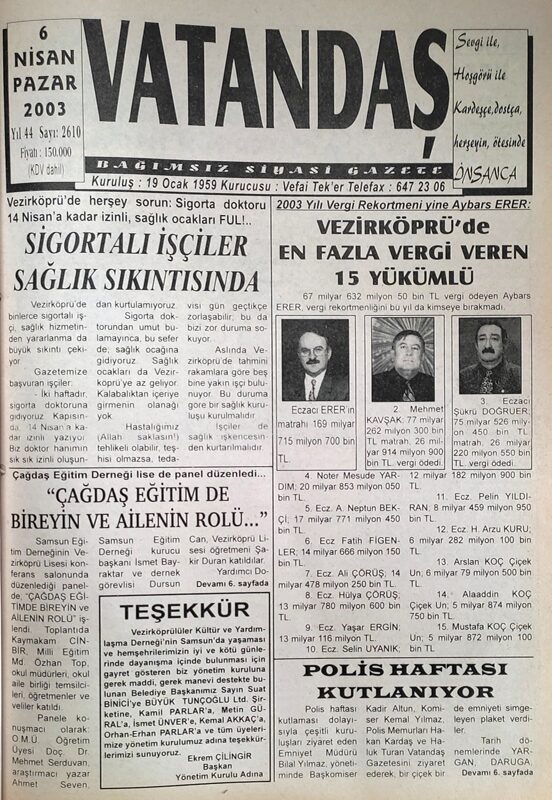 6
NİSAN
PAZAR
2003
Yıl 44 Sayı: 2610
Fiyatı : 150.000
(KDV dahil)
VATANDAŞ
BAĞIMSIZ SİYASİ GAZETE
Kuruluş : 19 Ocak 1959 Kurucusu : Vefai Tek'er Telefax : 647 23 06
Sevgi ile,
Hoşgörü ile
Kardeşçe,dostça,
herşeyin, ötesinde
ÖNSANCA
Vezirköprü'de herşey sorun: Sigorta doktoru
14 Nisan'a kadar izinli, sağlık ocakları FUL!..
SİGORTALI İŞÇİLER
SAĞLIK SIKINTISINDA
Vezirköprü'de
binlerce sigortalı iş-
çi, sağlık hizmetin-
den yararlanma da
büyük sıkıntı çeki-
yor.
Gazetemize
başvuran işçiler:
- İki haftadır,
sigorta doktoruna
gidiyoruz Kapısın-
da, 14 Nisan'a ka-
dar izinli yazıyor.
Biz doktor hanımın
sık sık izinli oluşun-
dan kurtulamıyoruz.
Sigorta dok-
torundan umut bu-
lamayınca, bu sefer
de; sağlık ocağına
gidiyoruz Sağlık
ocakları da Vezir-
köprü'ye az geliyor.
Kalabalıktan içeriye
girmenin olanağı
yok.
Hastalığımız
(Allah saklasın!)
tehlikeli olabilir, teş-
hisi olmazsa, teda-
visi gün geçtikçe
zorlaşabilir; bu da
bizi zor duruma so-
kuyor.
Aslında Ve-
zirköprü'de tahmini
rakamlara göre beş
bine yakın işçi bulu-
nuyor. Bu duruma
göre bir sağlık kuru-
luşu kurulmalıdır.
İşçiler de
sağlık işkencesin-
den kurtarılmalıdır.
Çağdaş Eğitim Derneği lise de panel düzenledi...
“ÇAĞDAŞ EĞİTİM DE
BİREYİN VE AİLENİN ROLÜ...”
Samsun Eği-
tim Derneğinin Ve-
zirköprü Lisesi kon-
ferans salonunda
düzenlediği panel-
de, “ÇAĞDAŞ EĞİ-
TİMDE BİREYİN ve
AİLENİN ROLÜ” iş-
lendi. Toplantıda
Kaymakam CİN-
BİR, Milli Eğitim
Md. Özhan Top,
okul müdürleri, okul
aile birliği temsilci-
leri, öğretmenler ve
veliler katıldı.
Panele ko-
nuşmacı olarak:
O.M.Ü Öğretim
Üyesi Doç. Dr.
Mehmet Serduvan,
araştırmacı yazar
Ahmet Seven,
Samsun Eğitim
Derneği kurucu
başkanı İsmet Bay-
raktar ve dernek
görevlisi Dursun
Can, Vezirköprü Li-
sesi öğretmeni Şa-
kir Duran katıldılar.
Yardımcı Do-
Devamı 6. sayfada
TEŞEKKÜR
Vezirköprülüler Kültür ve Yardım-
laşma Derneği'nin Samsun'da yaşaması
ve hemşehrilerimizin iyi ve kötü günle-
rinde dayanışma içinde bulunması için
gayret gösteren biz yönetim kuruluna
gerek maddi, gerek manevi destekte bu-
lunan Belediye Başkanımız Sayın Suat
BİNİCİ'YE BÜYÜK TUNÇOĞLU Ltd. Şir-
ketine, Kamil PARLAR'a, Metin GÜ-
RAL'a, İsmet ÜNVER'e, Kemal AKKAÇ'a,
Orhan-Erhan PARLAR'a ve tüm üyeleri-
mize yönetim kurulumuz adına teşekkür-
lerimizi sunuyoruz.
Ekrem ÇİLİNGİR
Başkan
Yönetim Kurulu Adına
2003 Yılı Vergi Rekortmeni yine Aybars ERER:
VEZİRKÖPRÜ'de
EN FAZLA VERGİ VEREN
15 YÜKÜMLÜ
67 milyar 632 milyon 50 bin TL vergi ödeyen Aybars
ERER, vergi rekortmenliğini bu yıl da kimseye bırakmadı.
Eczacı ERER'in
matrahı 169 milyar
715 milyon 700 bin
TL.
2. Mehmet
KAVŞAK: 77 milyar
262 milyon 300 bin
TL matrah, 26 mil-
yar 914 milyon 900
bin TL. vergi ödedi.
3. Eczacı
Şükrü DOĞRUER,
75 milyar 526 mil-
yon 450 bin TL.
matrah, 26 milyar
220 milyon 550 bin
TL. vergi ödedi.
4. Noter Mesude YAR-
DIM; 20 milyar 853 milyon 050
bin TL.
5. Ecz. A. Neptun BEK-
Çİ; 17 milyar 771 milyon 450
bin TL.
6. Ecz Fatih FİGEN-
LER; 14 milyar 666 milyon 150
bin TL.
7. Ecz. Ali ÇÖRÜŞ; 14
milyar 478 milyon 250 bin TL.
8. Ecz. Hülya ÇÖRÜŞ;
13 milyar 780 milyon 600 bin
TL.
9. Ecz. Yaşar ERGİN;
13 milyar 116 milyon TL.
10. Ecz. Selin UYANIK;
12 milyar 182 milyon 900 bin
TL.
11. Ecz. Pelin YILDI-
RAN; 8 milyar 459 milyon 950
bin TL.
12. Ecz. H. Arzu KURU;
6 milyar 282 milyon 100 bin
TL.
13. Arslan KOÇ Çiçek
Un; 6 milyar 79 milyon 500 bin
TL.
14. Alaaddin KOÇ
Çiçek Un; 5 milyar 874 milyon
750 bin TL.
15. Mustafa KOÇ Çiçek
Un; 5 milyar 872 milyon 100
bin TL.
POLİS HAFTASI
KUTLANIYOR
Polis haftası
kutlaması dolayı-
sıyla çeşitli kuru-
luşları ziyaret eden
Emniyet Müdürü
Bilal Yılmaz, yöneti-
minde Başkomiser
Kadir Altun, Komi-
ser Kemal Yılmaz,
Polis Memurları Ha-
kan Kardaş ve Ha-
luk Turan Vatandaş
Gazetesini ziyaret
ederek, bir çiçek bir
de emniyeti simge-
leyen plaket verdi-
ler.
Tarih dö-
nemlerinde YAR-
GAN, DARUGA,
Devamı 6. sayfada